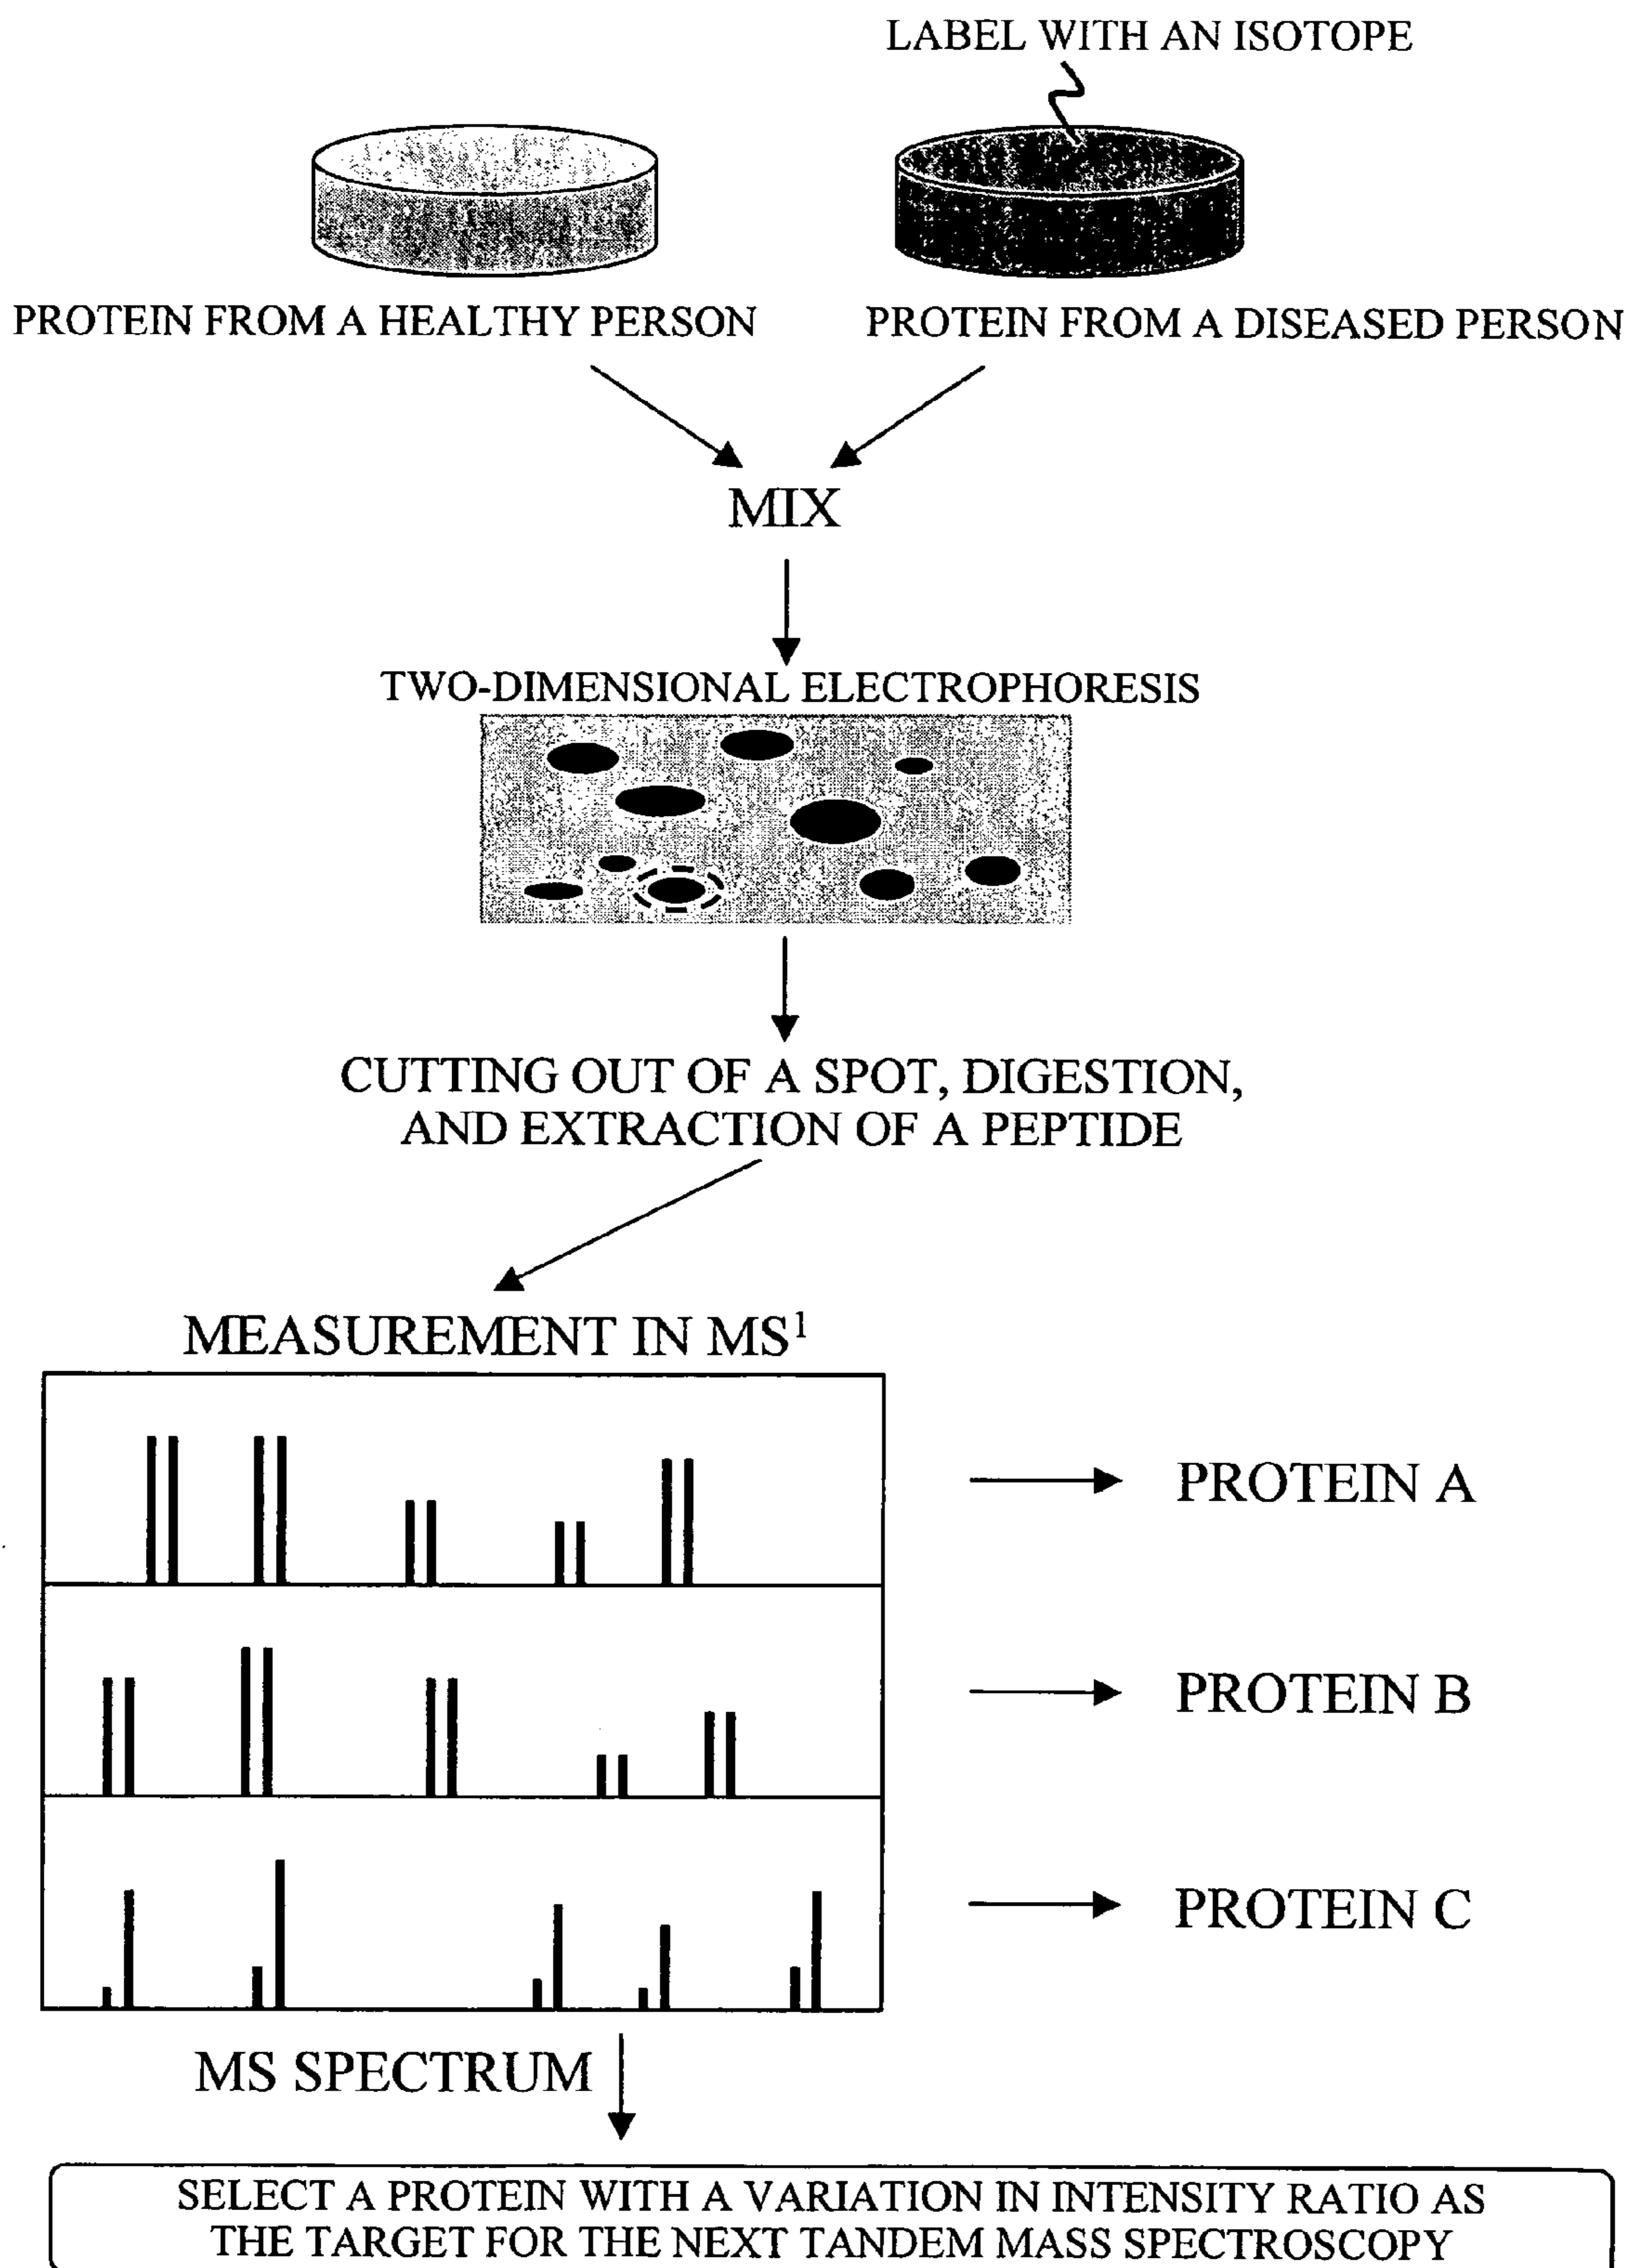 LABEL WITH AN ISOTOPE
PROTEIN FROM A HEALTHY PERSON
PROTEIN FROM A DISEASED PERSON
MIX
TWO-DIMENSIONAL ELECTROPHORESIS
CUTTING OUT OF A SPOT, DIGESTION,
AND EXTRACTION OF A PEPTIDE
MEASUREMENT IN MS¹
PROTEIN A
PROTEIN B
PROTEIN C
MS SPECTRUM
SELECT A PROTEIN WITH A VARIATION IN INTENSITY RATIO AS
THE TARGET FOR THE NEXT TANDEM MASS SPECTROSCOPY